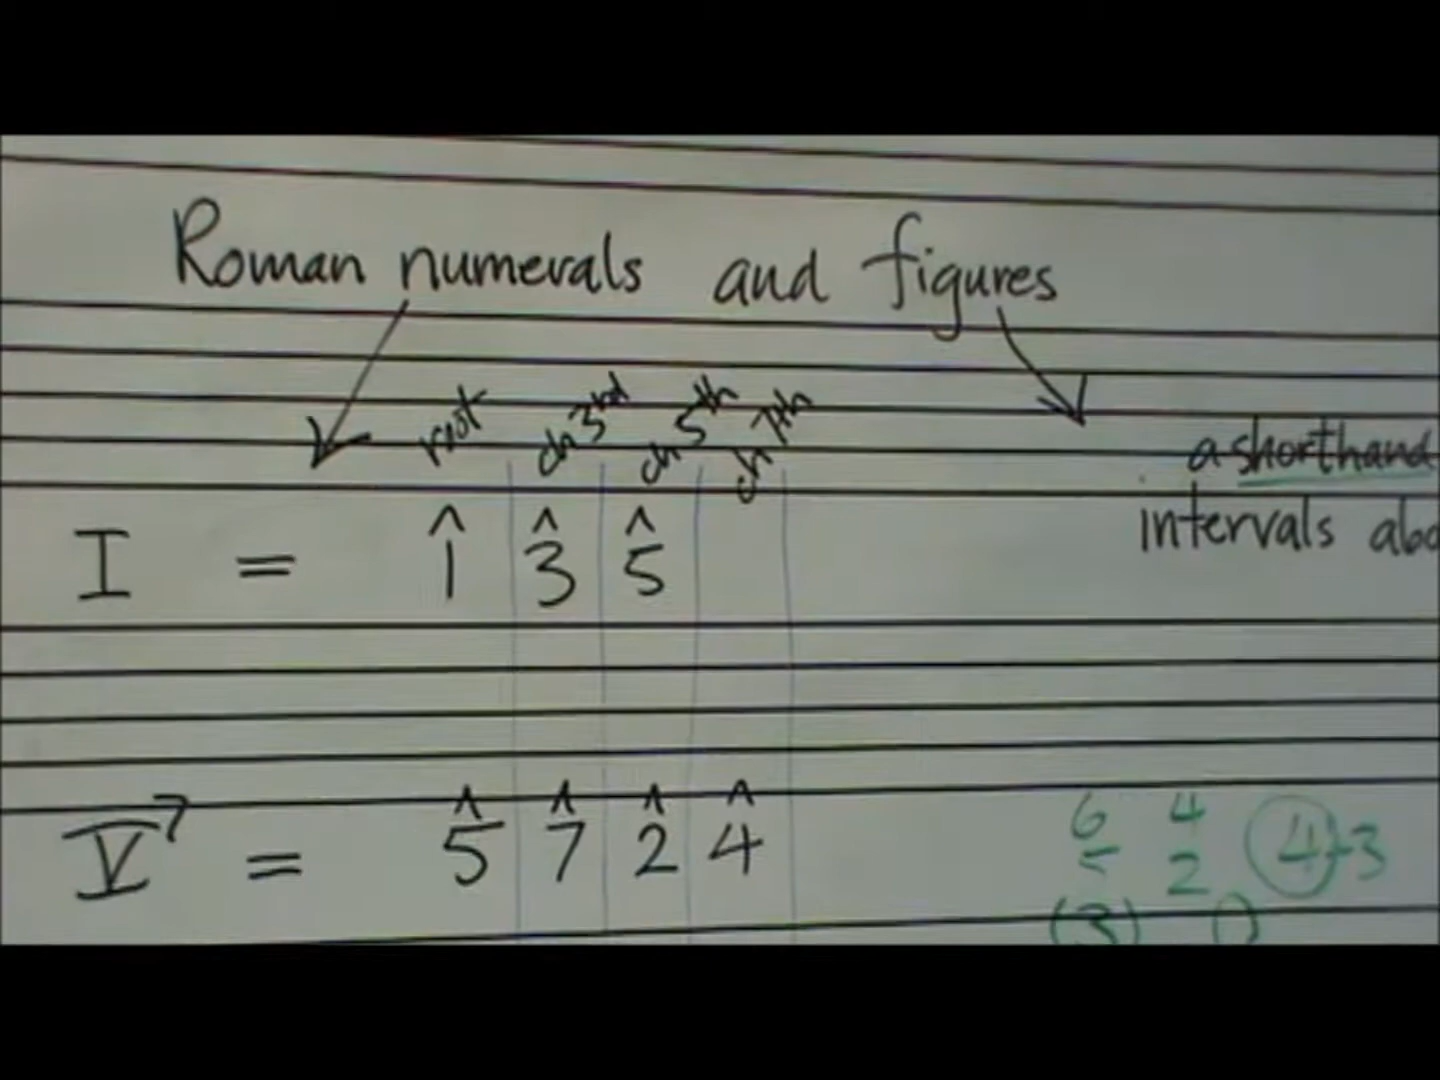 Roman numerals and figures
root ch 3rd ch 5th ch 7th
a shorthand
intervals abo
I = ^1 ^3 ^5
V7 = ^5 ^7 ^2 ^4
6 4 4-3
5 2
(3) ()